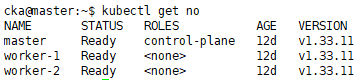 cka@master:~$ kubectl get no
NAME STATUS ROLES AGE VERSION
master Ready control-plane 12d v1.33.11
worker-1 Ready <none> 12d v1.33.11
worker-2 Ready <none> 12d v1.33.11